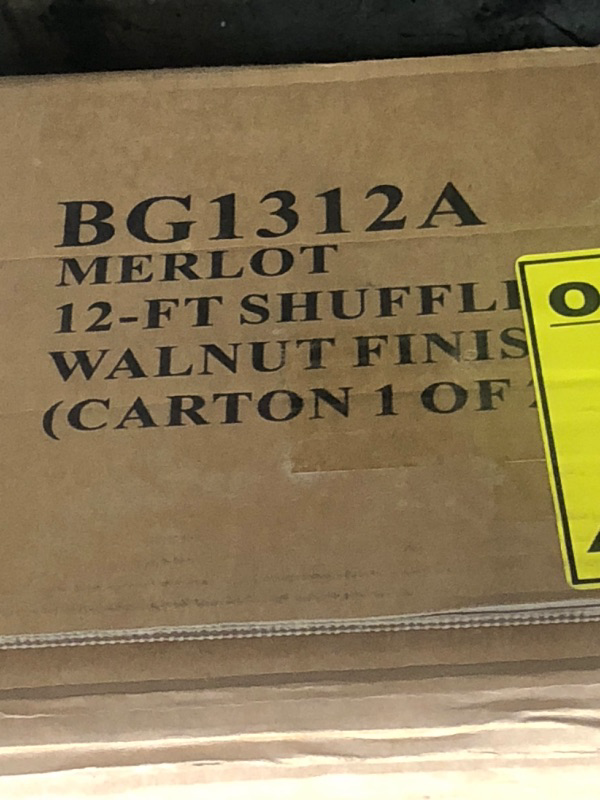 BG1312A
MERLOT
12-FT SHUFFL
WALNUT FINIS
(CARTON 1 OF
O